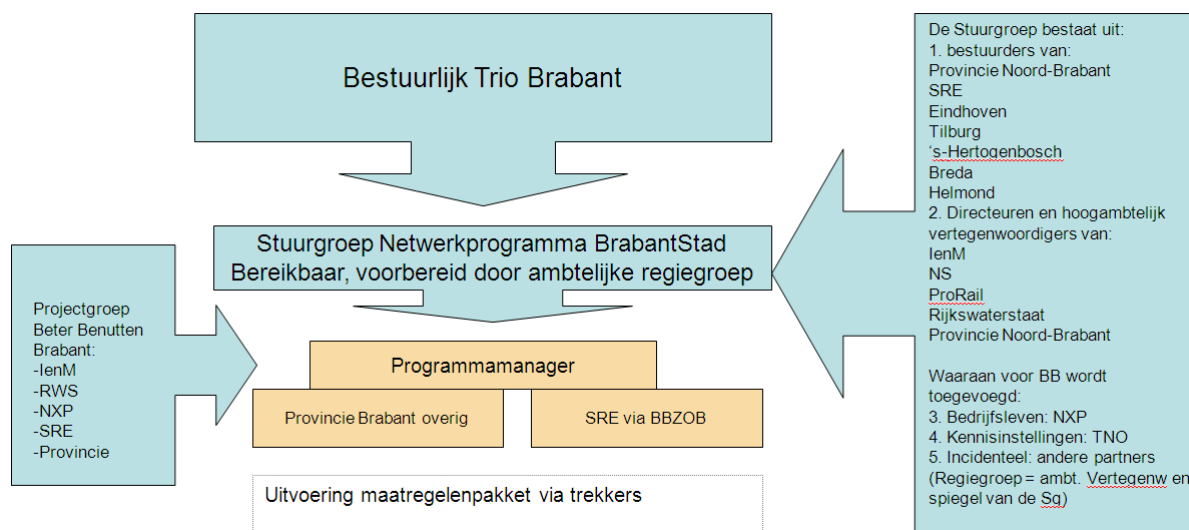 Bestuurlijk Trio Brabant
Stuurgroep Netwerkprogramma BrabantStad
Bereikbaar, voorbereid door ambtelijke regiegroep
Projectgroep
Beter Benutten
Brabant:
-IenM
-RWS
-NXP
-SRE
-Provincie
Programmamanager
Provincie Brabant overig
SRE via BBZOB
Uitvoering maatregelenpakket via trekkers
De Stuurgroep bestaat uit:
1. bestuurders van:
Provincie Noord-Brabant
SRE
Eindhoven
Tilburg
‘s-Hertogenbosch
Breda
Helmond
2. Directeuren en hoogambtelijk
vertegenwoordigers van:
IenM
NS
ProRail
Rijkswaterstaat
Provincie Noord-Brabant
Waaraan voor BB wordt
toegevoegd:
3. Bedrijfsleven: NXP
4. Kennisinstellingen: TNO
5. Incidenteel: andere partners
(Regiegroep = ambt. Vertegenw en
spiegel van de Sg)